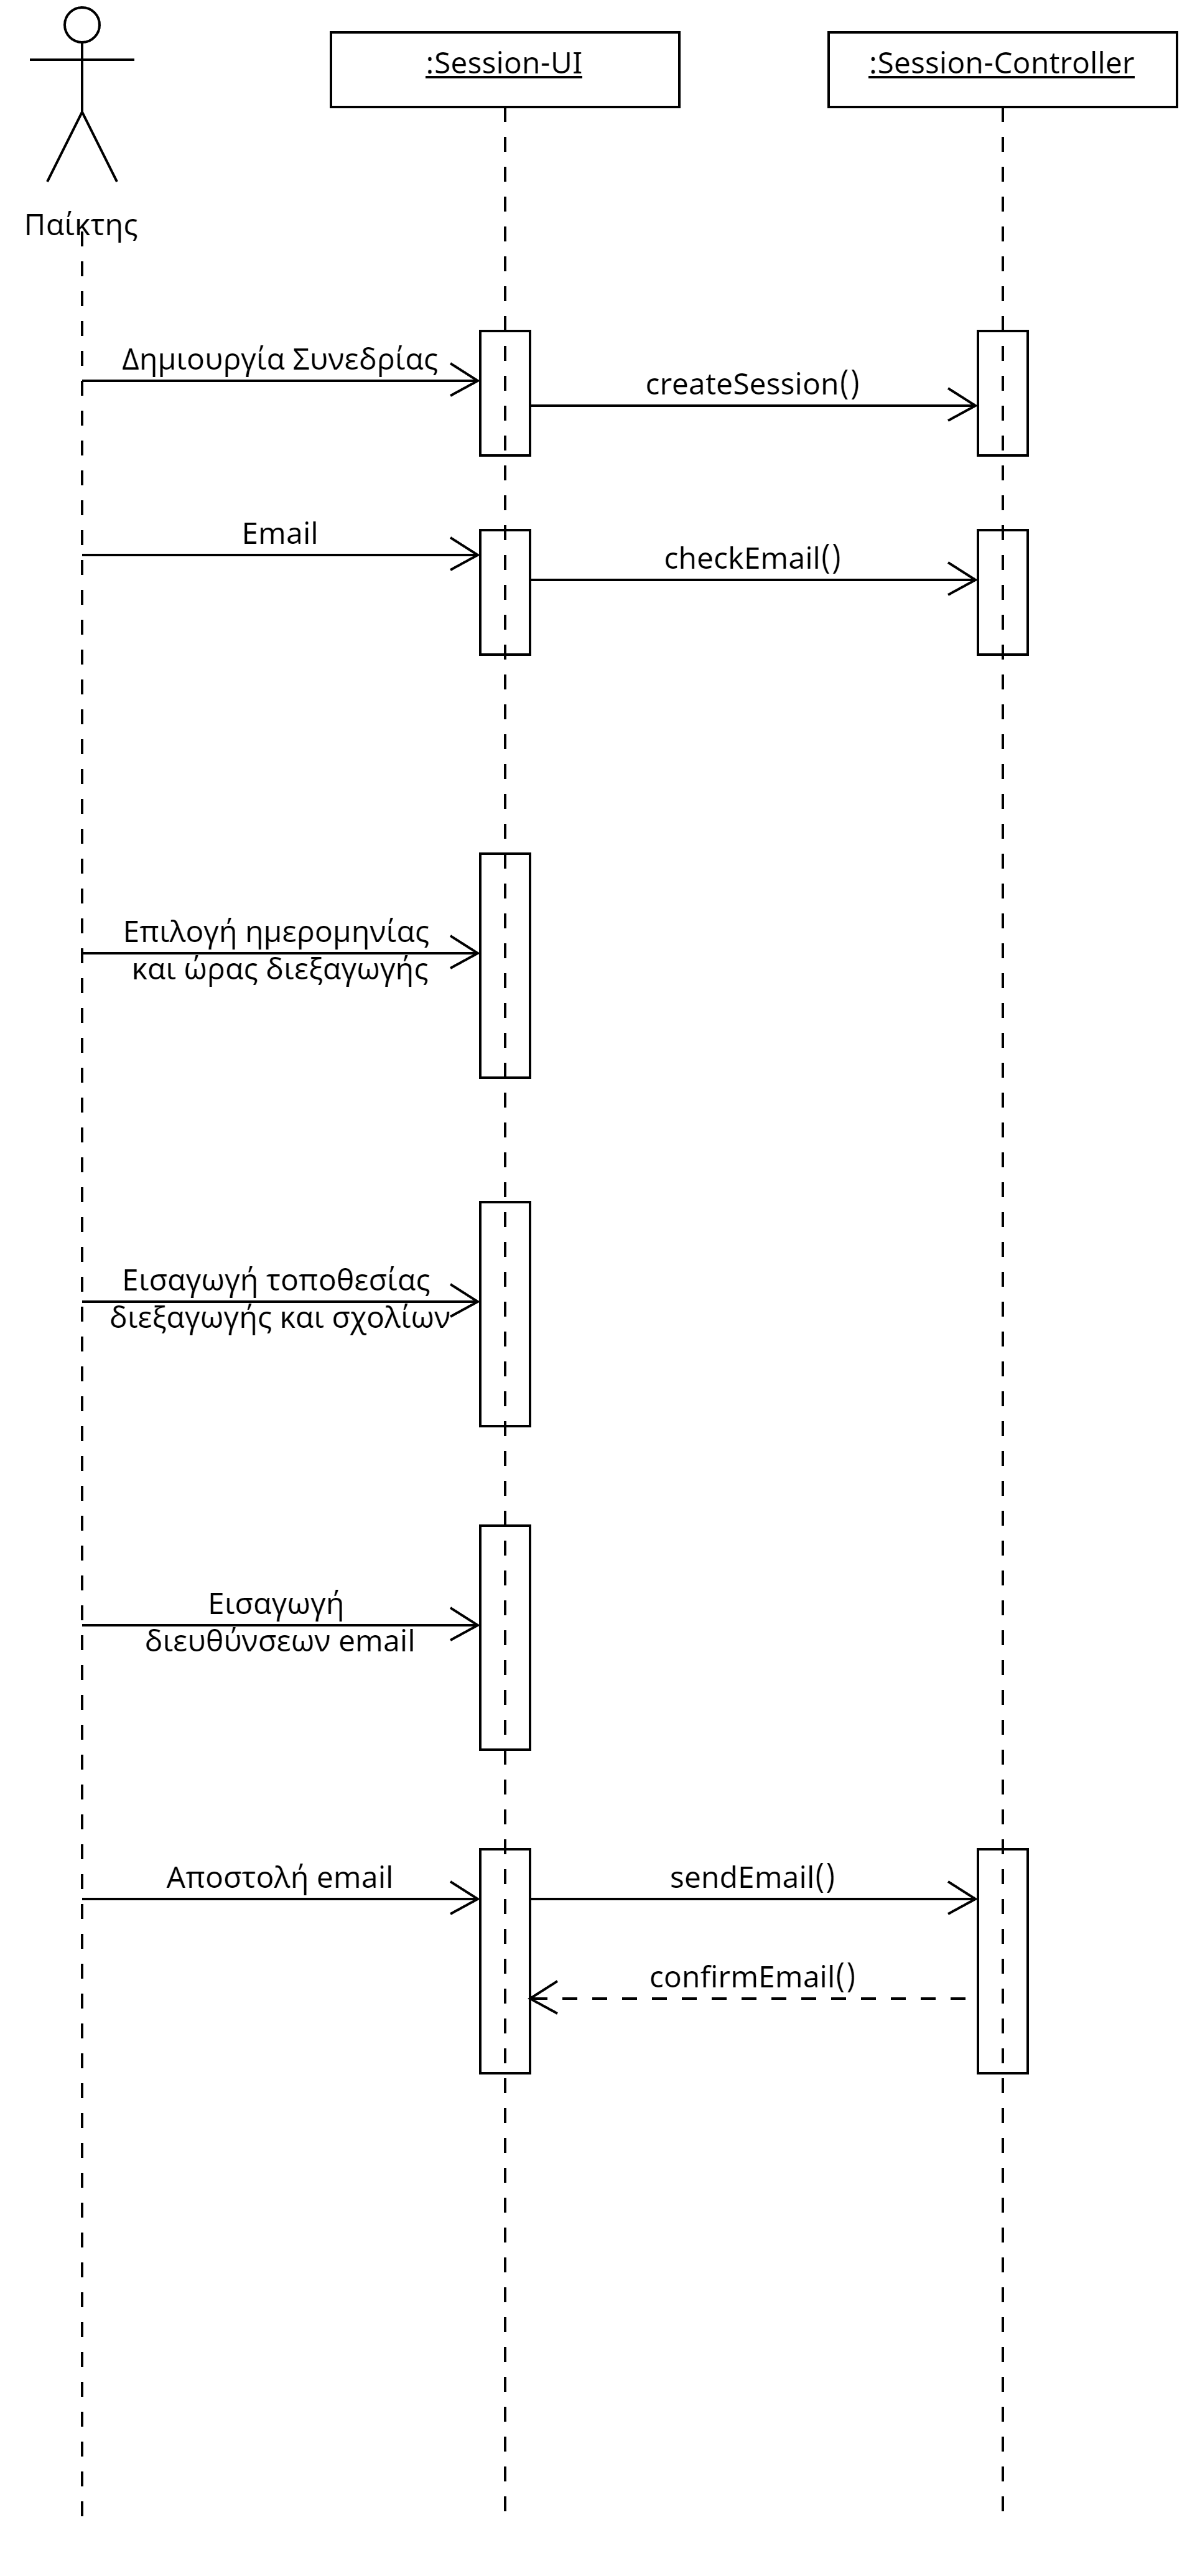 :Session-UI
:Session-Controller
Παίκτης
Δημιουργία Συνεδρίας
createSession()
Email
checkEmail()
Επιλογή ημερομηνίας
και ώρας διεξαγωγής
Εισαγωγή τοποθεσίας
διεξαγωγής και σχολίων
Εισαγωγή
διευθύνσεων email
Αποστολή email
sendEmail()
confirmEmail()